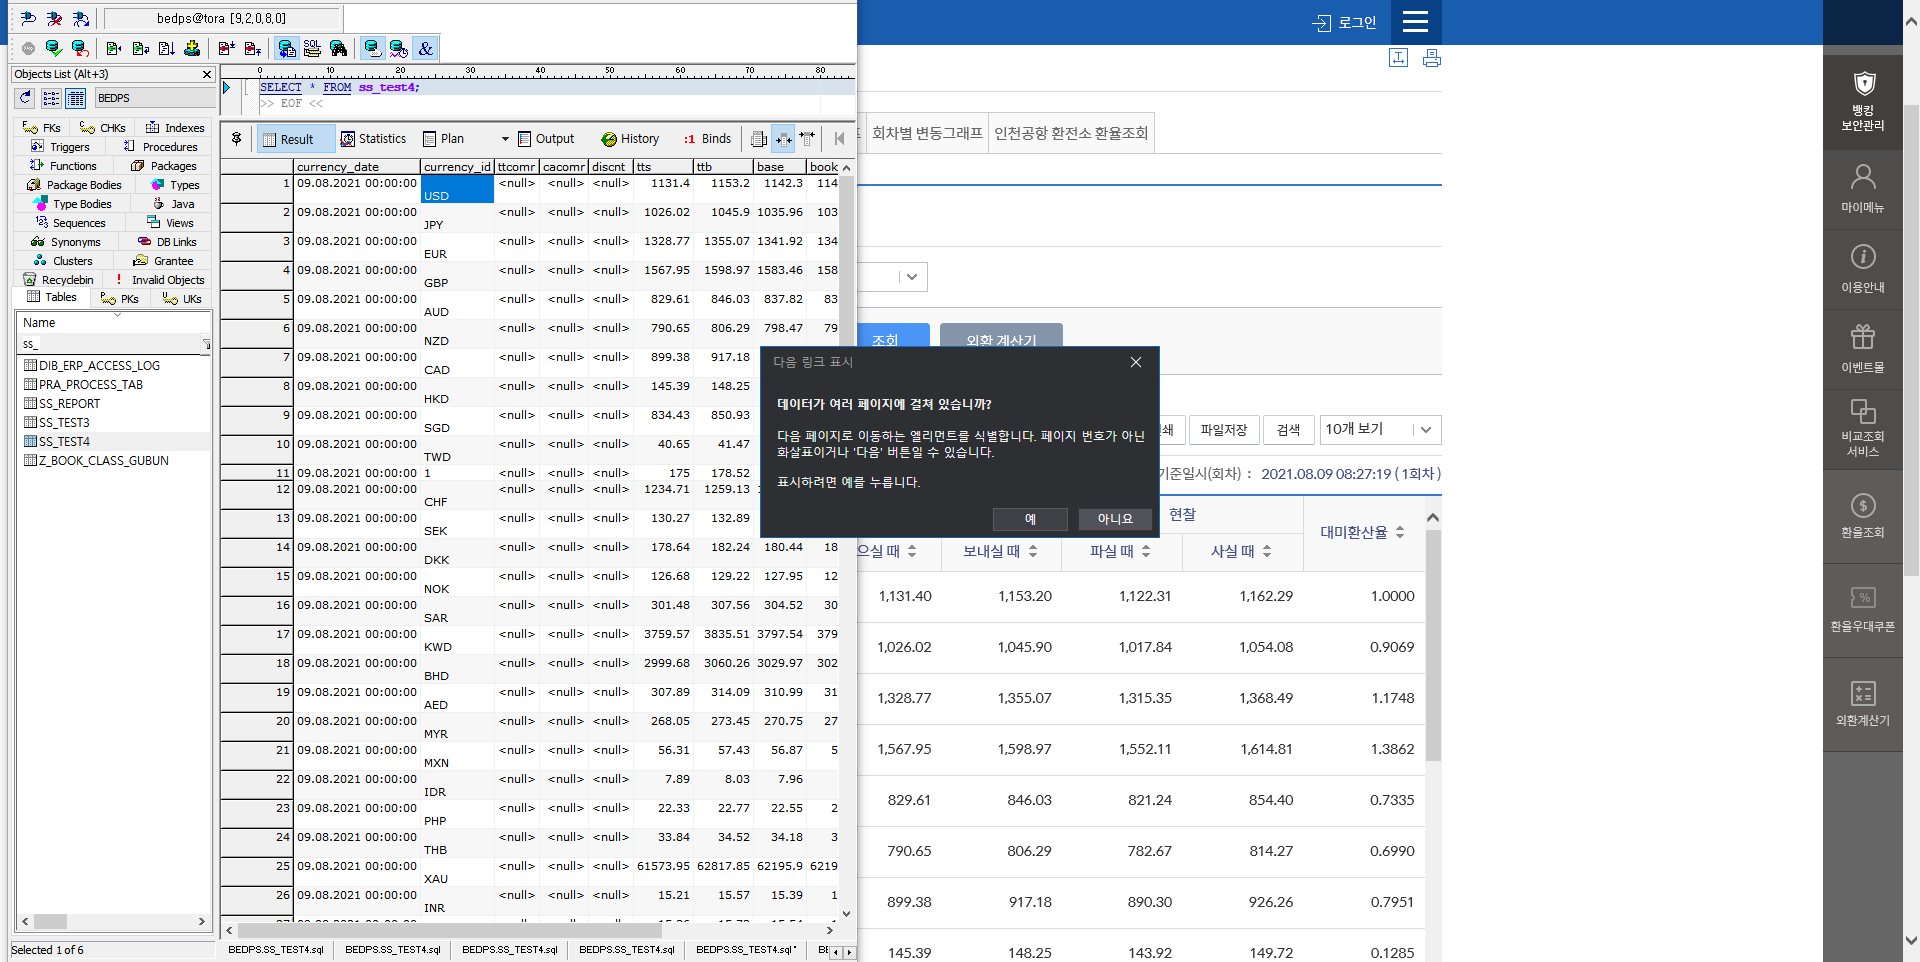 bedps@tora [9,2,0,8,0]
로그인
Objects List (Alt+3)
BEDPS
FKs CHKs Indexes
Triggers Procedures
Functions Packages
Package Bodies Types
Type Bodies Java
Sequences Views
Synonyms DB Links
Clusters Grantee
Recyclebin Invalid Objects
Tables PKs UKs
Name
ss_
DIB_ERP_ACCESS_LOG
PRA_PROCESS_TAB
SS_REPORT
SS_TEST3
SS_TEST4
Z_BOOK_CLASS_GUBUN
Selected 1 of 6
0 10 20 30 40 50 60 70 80
SELECT * FROM ss_test4;
>> EOF <<
Result Statistics Plan Output History Binds
currency_date currency_id ttcomr cacomr discnt tts ttb base book
1 09.08.2021 00:00:00 USD <null> <null> <null> 1131.4 1153.2 1142.3 114
2 09.08.2021 00:00:00 JPY <null> <null> <null> 1026.02 1045.9 1035.96 103
3 09.08.2021 00:00:00 EUR <null> <null> <null> 1328.77 1355.07 1341.92 134
4 09.08.2021 00:00:00 GBP <null> <null> <null> 1567.95 1598.97 1583.46 158
5 09.08.2021 00:00:00 AUD <null> <null> <null> 829.61 846.03 837.82 83
6 09.08.2021 00:00:00 NZD <null> <null> <null> 790.65 806.29 798.47 79
7 09.08.2021 00:00:00 CAD <null> <null> <null> 899.38 917.18
8 09.08.2021 00:00:00 HKD <null> <null> <null> 145.39 148.25
9 09.08.2021 00:00:00 SGD <null> <null> <null> 834.43 850.93
10 09.08.2021 00:00:00 TWD <null> <null> <null> 40.65 41.47
11 09.08.2021 00:00:00 1 <null> <null> <null> 175 178.52
12 09.08.2021 00:00:00 CHF <null> <null> <null> 1234.71 1259.13
13 09.08.2021 00:00:00 SEK <null> <null> <null> 130.27 132.89
14 09.08.2021 00:00:00 DKK <null> <null> <null> 178.64 182.24 180.44 18
15 09.08.2021 00:00:00 NOK <null> <null> <null> 126.68 129.22 127.95 12
16 09.08.2021 00:00:00 SAR <null> <null> <null> 301.48 307.56 304.52 30
17 09.08.2021 00:00:00 KWD <null> <null> <null> 3759.57 3835.51 3797.54 379
18 09.08.2021 00:00:00 BHD <null> <null> <null> 2999.68 3060.26 3029.97 302
19 09.08.2021 00:00:00 AED <null> <null> <null> 307.89 314.09 310.99 31
20 09.08.2021 00:00:00 MYR <null> <null> <null> 268.05 273.45 270.75 27
21 09.08.2021 00:00:00 MXN <null> <null> <null> 56.31 57.43 56.87 5
22 09.08.2021 00:00:00 IDR <null> <null> <null> 7.89 8.03 7.96
23 09.08.2021 00:00:00 PHP <null> <null> <null> 22.33 22.77 22.55 2
24 09.08.2021 00:00:00 THB <null> <null> <null> 33.84 34.52 34.18 3
25 09.08.2021 00:00:00 XAU <null> <null> <null> 61573.95 62817.85 62195.9 6219
26 09.08.2021 00:00:00 INR <null> <null> <null> 15.21 15.57 15.39 1
BEDPS.SS_TEST4.sql BEDPS.SS_TEST4.sql BEDPS.SS_TEST4.sql BEDPS.SS_TEST4.sql BEDPS.SS_TEST4.sql* BE
회차별 변동그래프 인천공항 환전소 환율조회
조회 외환 계산기
다음 링크 표시
데이터가 여러 페이지에 걸쳐 있습니까?
다음 페이지로 이동하는 엘리먼트를 식별합니다. 페이지 번호가 아닌
화살표이거나 '다음' 버튼일 수 있습니다.
표시하려면 예를 누릅니다.
예 아니요
쇄 파일저장 검색 10개 보기
기준일시(회차) : 2021.08.09 08:27:19 ( 1회차 )
현찰 대미환산율
으실 때 보내실 때 파실 때 사실 때
1,131.40 1,153.20 1,122.31 1,162.29 1.0000
1,026.02 1,045.90 1,017.84 1,054.08 0.9069
1,328.77 1,355.07 1,315.35 1,368.49 1.1748
1,567.95 1,598.97 1,552.11 1,614.81 1.3862
829.61 846.03 821.24 854.40 0.7335
790.65 806.29 782.67 814.27 0.6990
899.38 917.18 890.30 926.26 0.7951
145.39 148.25 143.92 149.72 0.1285
뱅킹
보안관리
마이메뉴
이용안내
이벤트몰
비교조회
서비스
환율조회
환율우대쿠폰
외환계산기